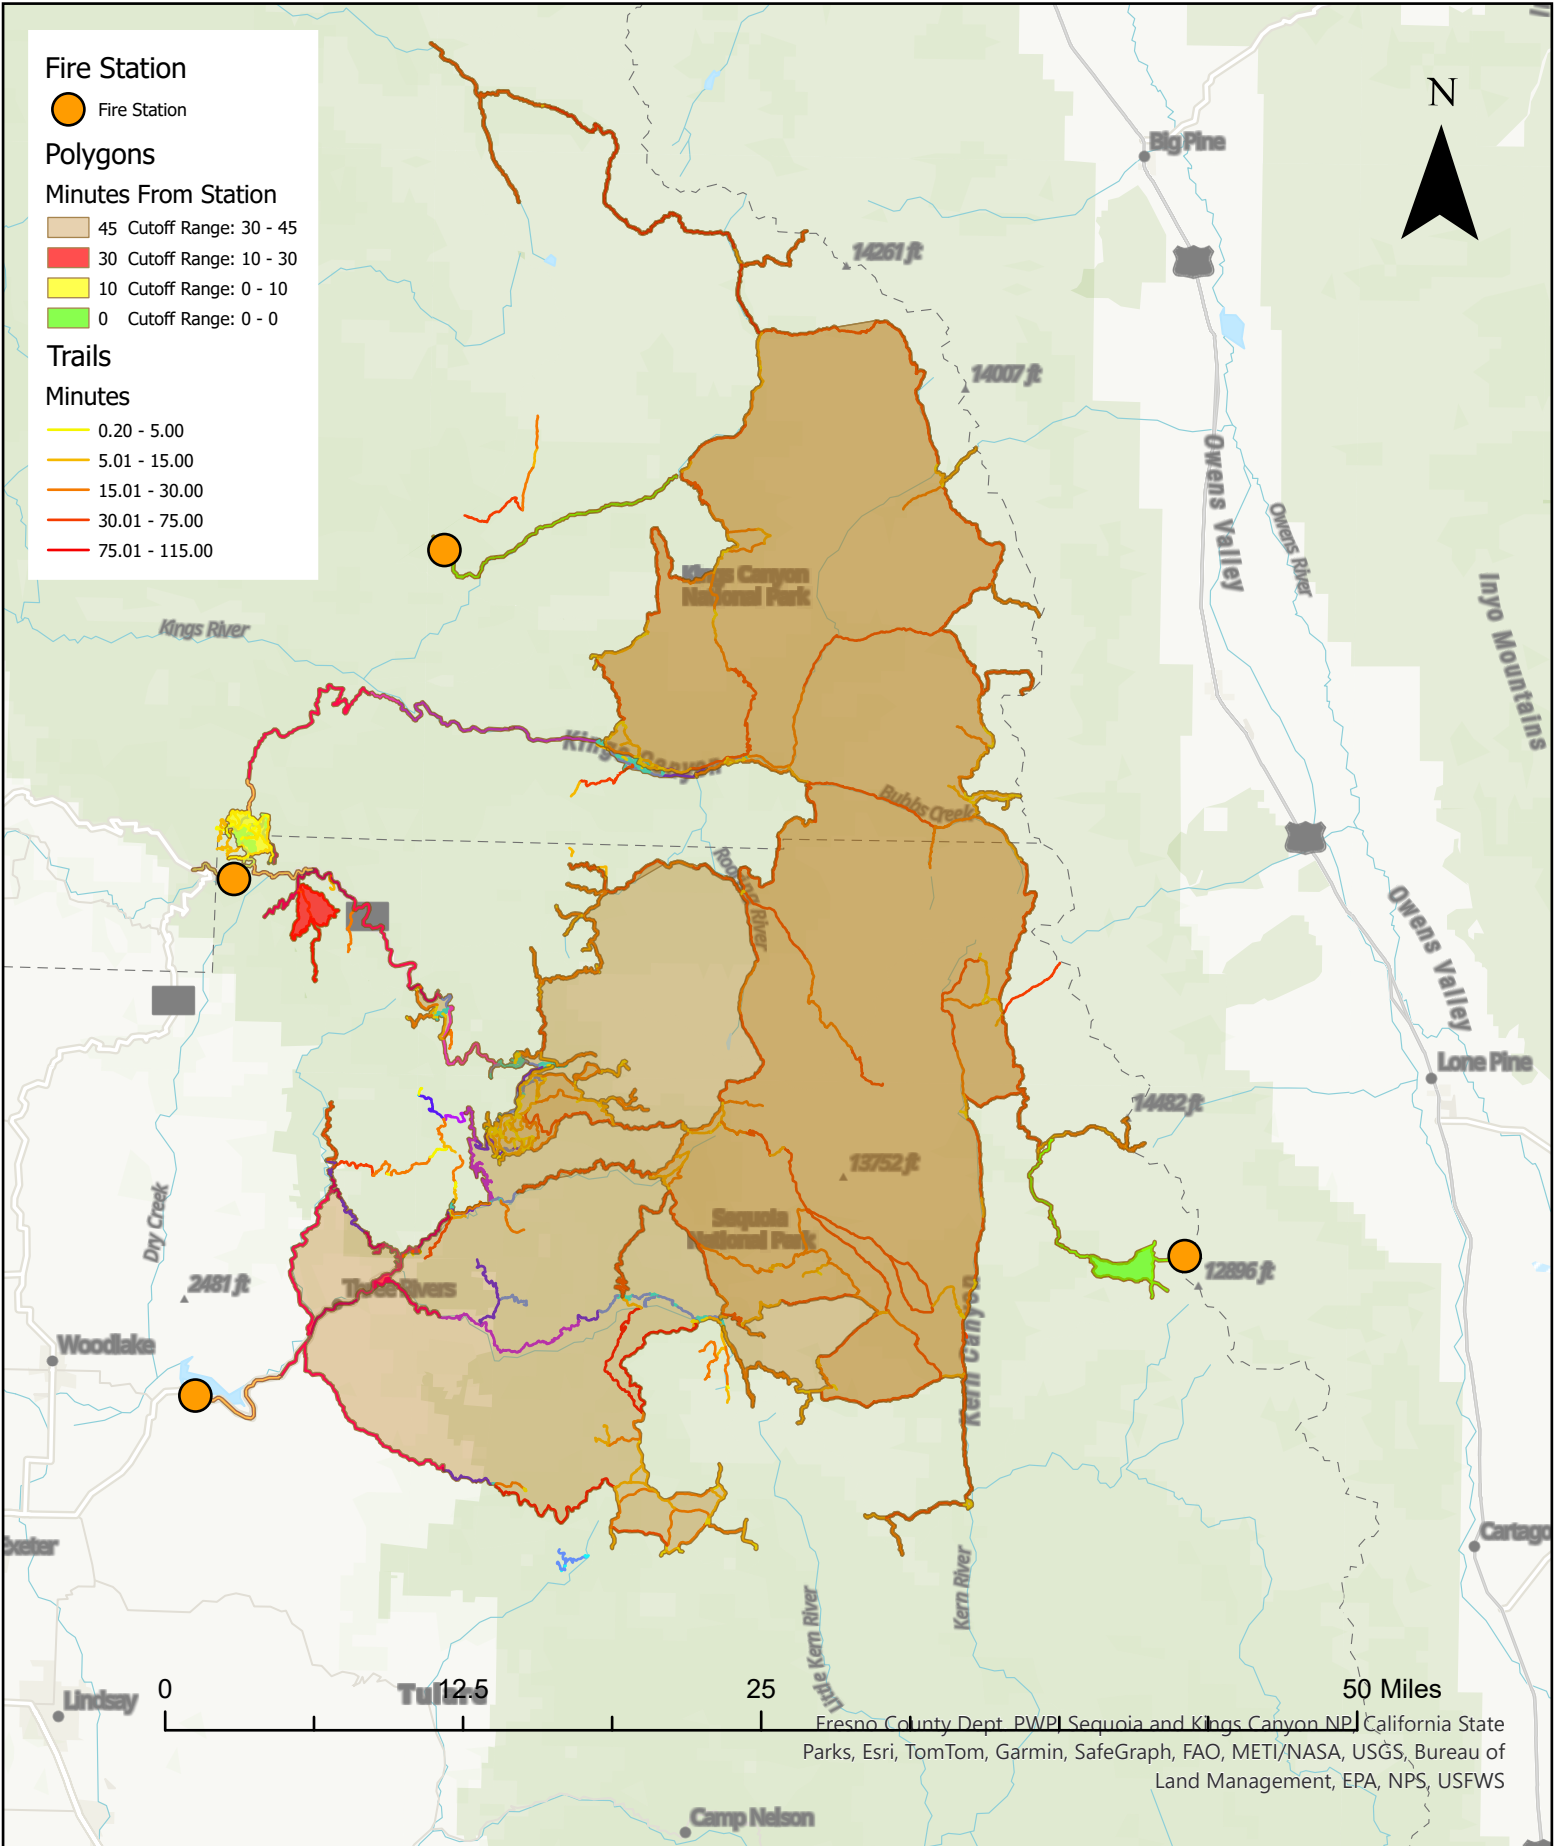 Fire Station
Fire Station
Polygons
Minutes From Station
45 Cutoff Range: 30 - 45
30 Cutoff Range: 10 - 30
10 Cutoff Range: 0 - 10
0 Cutoff Range: 0 - 0
Trails
Minutes
0.20 - 5.00
5.01 - 15.00
15.01 - 30.00
30.01 - 75.00
75.01 - 115.00
N
Big Pine
14261 ft
14007 ft
Owens Valley
Owens River
Inyo Mountains
Kings Canyon
National Park
Kings River
Kings Canyon
Bubbs Creek
Roaring River
Owens Valley
Lone Pine
14482 ft
13752 ft
Dry Creek
Sequoia
National Park
12896 ft
2481 ft
Three Rivers
Kern Canyon
Woodlake
Exeter
Cartago
Kern River
Little Kern River
Lindsay
Tulare
0 12.5 25 50 Miles
Fresno County Dept. PWP, Sequoia and Kings Canyon NP, California State
Parks, Esri, TomTom, Garmin, SafeGraph, FAO, METI/NASA, USGS, Bureau of
Land Management, EPA, NPS, USFWS
Camp Nelson